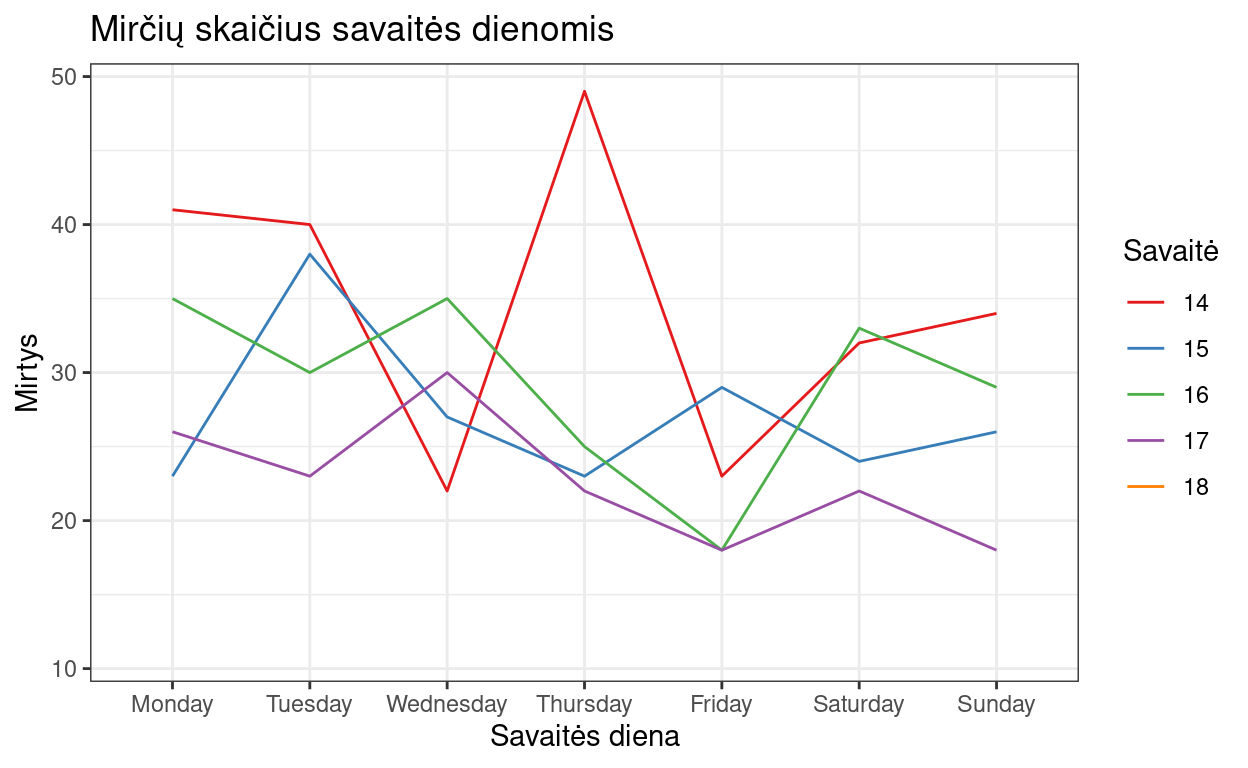 Mirčių skaičius savaitės dienomis
50
40
30
20
10
Mirtys
Monday Tuesday Wednesday Thursday Friday Saturday Sunday
Savaitės diena
Savaitė
14
15
16
17
18